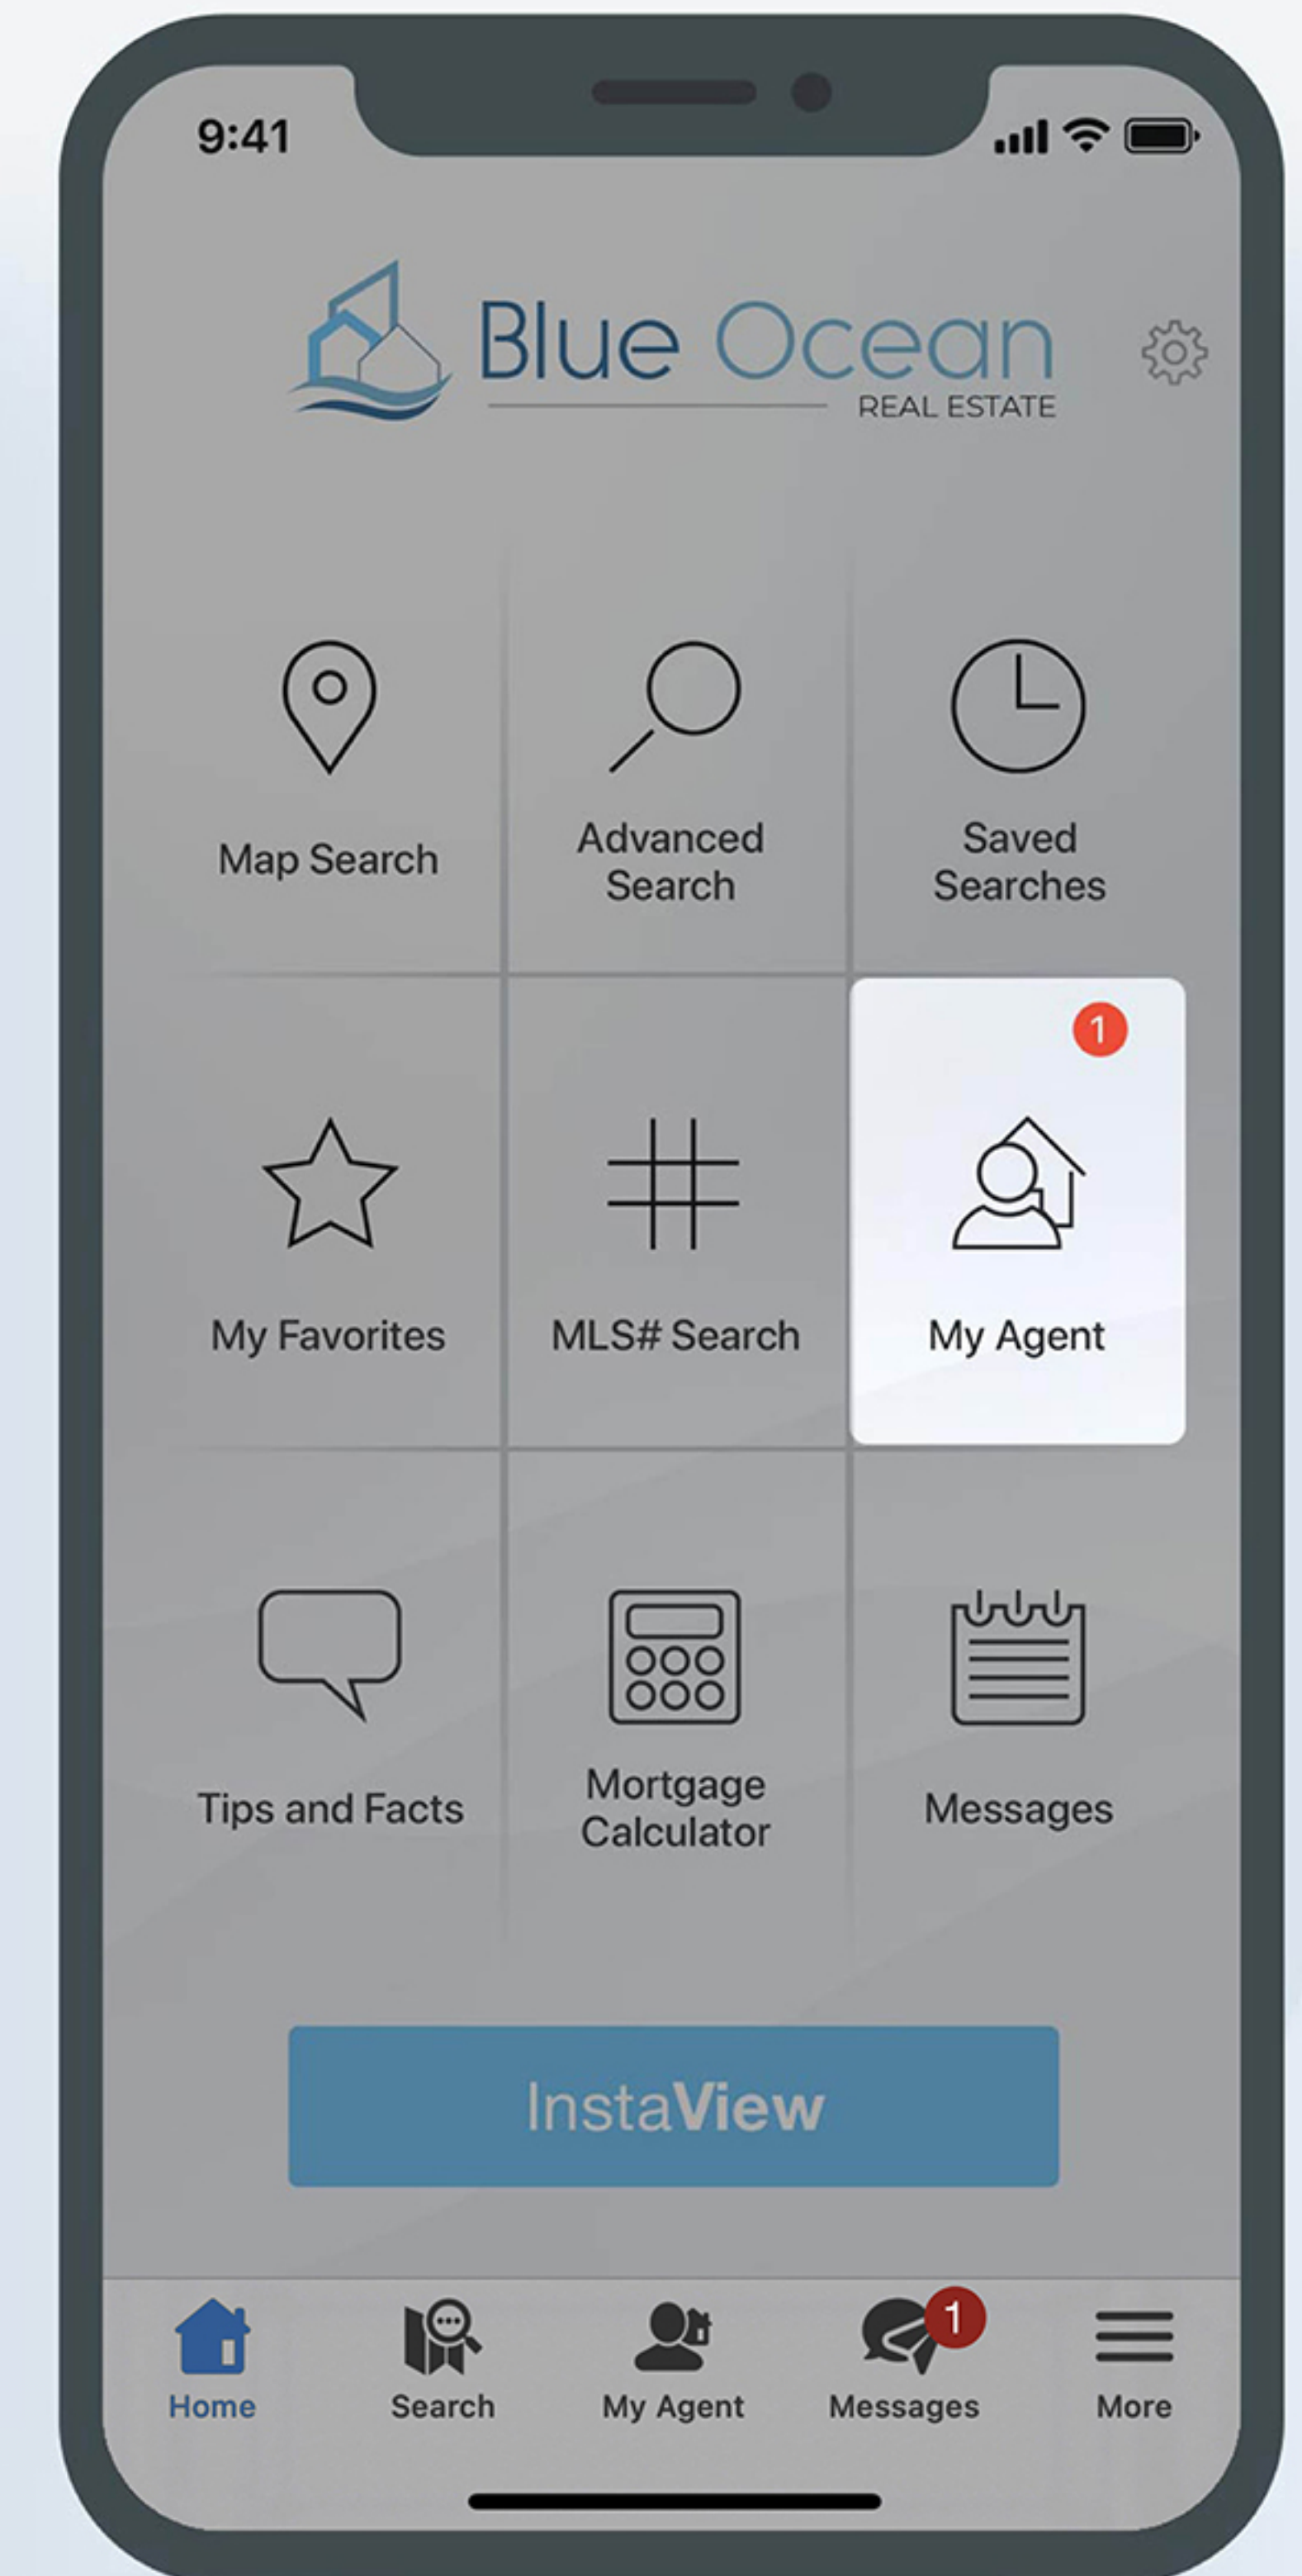 9:41
Blue Ocean
REAL ESTATE
Map Search
Advanced
Search
Saved
Searches
1
My Favorites
MLS# Search
My Agent
Tips and Facts
Mortgage
Calculator
Messages
InstaView
1
Home
Search
My Agent
Messages
More